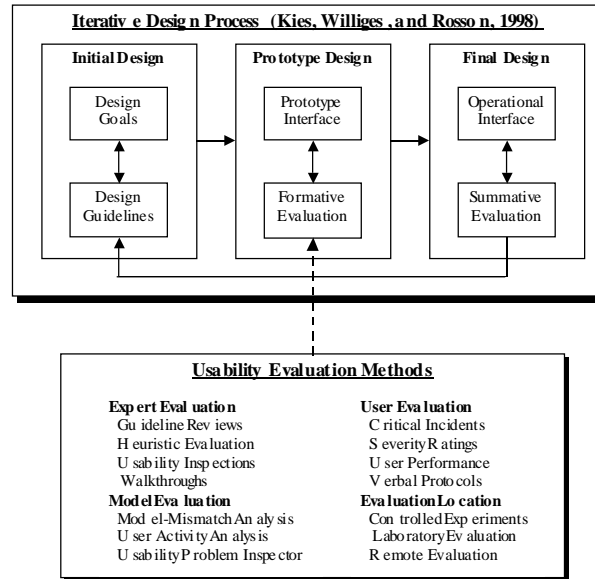 Iterative Design Process (Kies, Williges, and Rosson, 1998)
Initial Design
Design
Goals
Design
Guidelines
Prototype Design
Prototype
Interface
Formative
Evaluation
Final Design
Operational
Interface
Summative
Evaluation
Usability Evaluation Methods
Expert Evaluation
Guideline Reviews
Heuristic Evaluation
Usability Inspections
Walkthroughs
Model Evaluation
Model-Mismatch Analysis
User Activity Analysis
Usability Problem Inspector
User Evaluation
Critical Incidents
Severity Ratings
User Performance
Verbal Protocols
Evaluation Location
Controlled Experiments
Laboratory Evaluation
Remote Evaluation